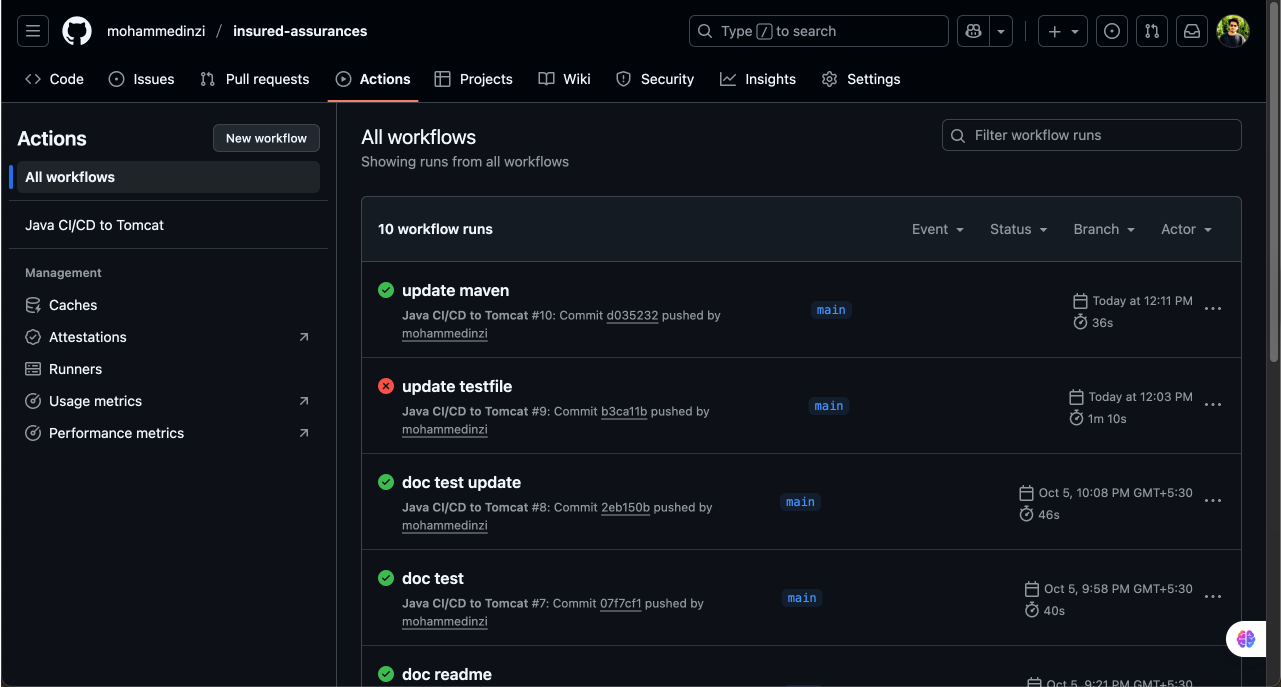 mohammedinzi / insured-assurances
Type / to search
Code
Issues
Pull requests
Actions
Projects
Wiki
Security
Insights
Settings
Actions
New workflow
All workflows
Java CI/CD to Tomcat
Management
Caches
Attestations
Runners
Usage metrics
Performance metrics
All workflows
Showing runs from all workflows
Filter workflow runs
10 workflow runs
Event
Status
Branch
Actor
update maven
Java CI/CD to Tomcat #10: Commit d035232 pushed by
mohammedinzi
main
Today at 12:11 PM
36s
update testfile
Java CI/CD to Tomcat #9: Commit b3ca11b pushed by
mohammedinzi
main
Today at 12:03 PM
1m 10s
doc test update
Java CI/CD to Tomcat #8: Commit 2eb150b pushed by
mohammedinzi
main
Oct 5, 10:08 PM GMT+5:30
46s
doc test
Java CI/CD to Tomcat #7: Commit 07f7cf1 pushed by
mohammedinzi
main
Oct 5, 9:58 PM GMT+5:30
40s
doc readme
Oct 5, 9:21 PM GMT+5:30